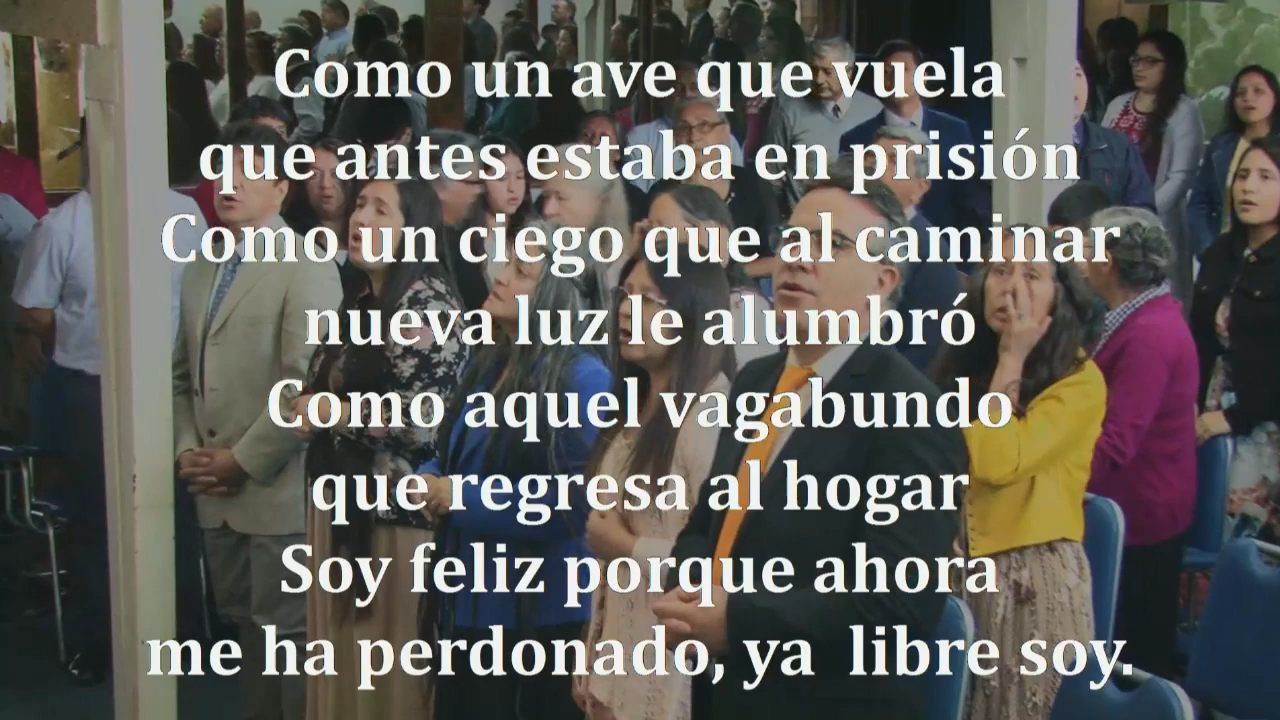 Como un ave que vuela
que antes estaba en prisión
Como un ciego que al caminar
nueva luz le alumbró
Como aquel vagabundo
que regresa al hogar
Soy feliz porque ahora
me ha perdonado, ya  libre soy.